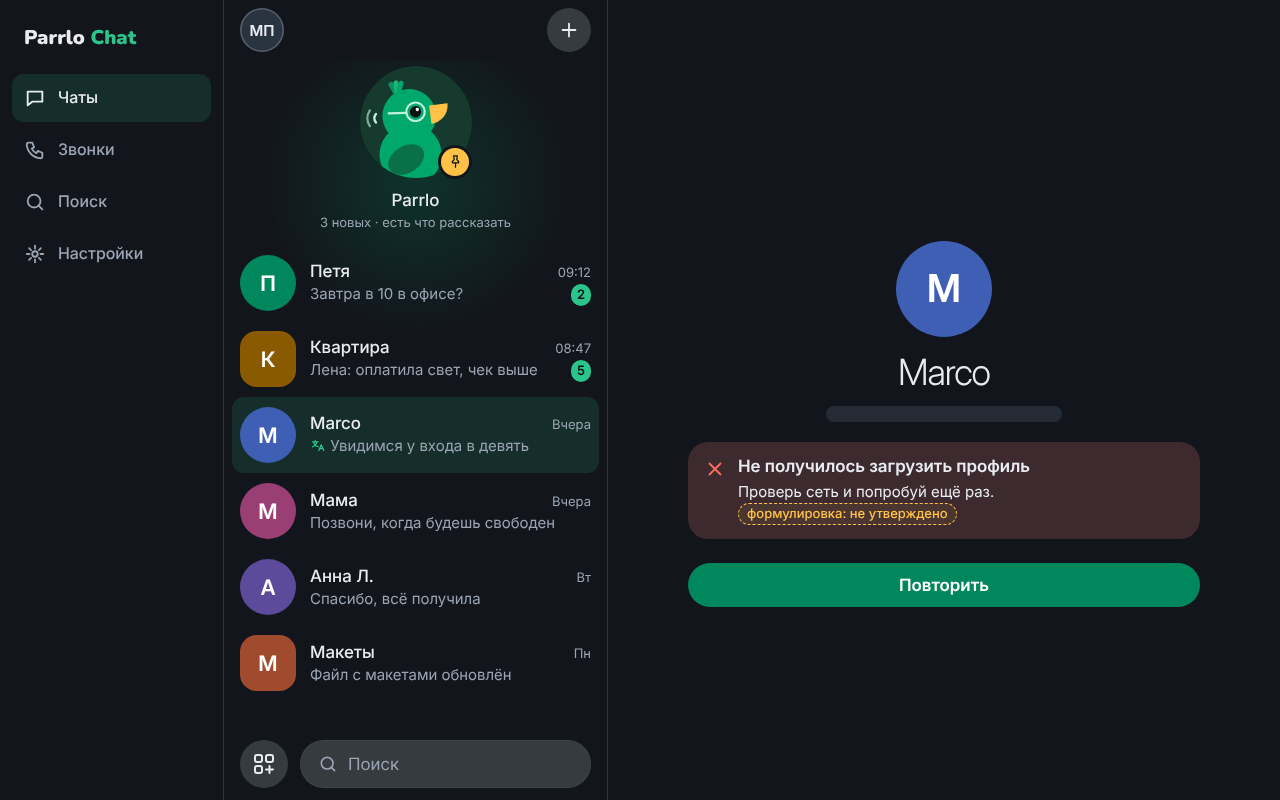 Parrlo Chat
Чаты
Звонки
Поиск
Настройки
МП
Parrlo
3 новых · есть что рассказать
П
Петя
09:12
Завтра в 10 в офисе?
2
К
Квартира
08:47
Лена: оплатила свет, чек выше
5
M
Marco
Вчера
Увидимся у входа в девять
М
Мама
Вчера
Позвони, когда будешь свободен
А
Анна Л.
Вт
Спасибо, всё получила
М
Макеты
Пн
Файл с макетами обновлён
Поиск
M
Marco
Не получилось загрузить профиль
Проверь сеть и попробуй ещё раз.
формулировка: не утверждено
Повторить